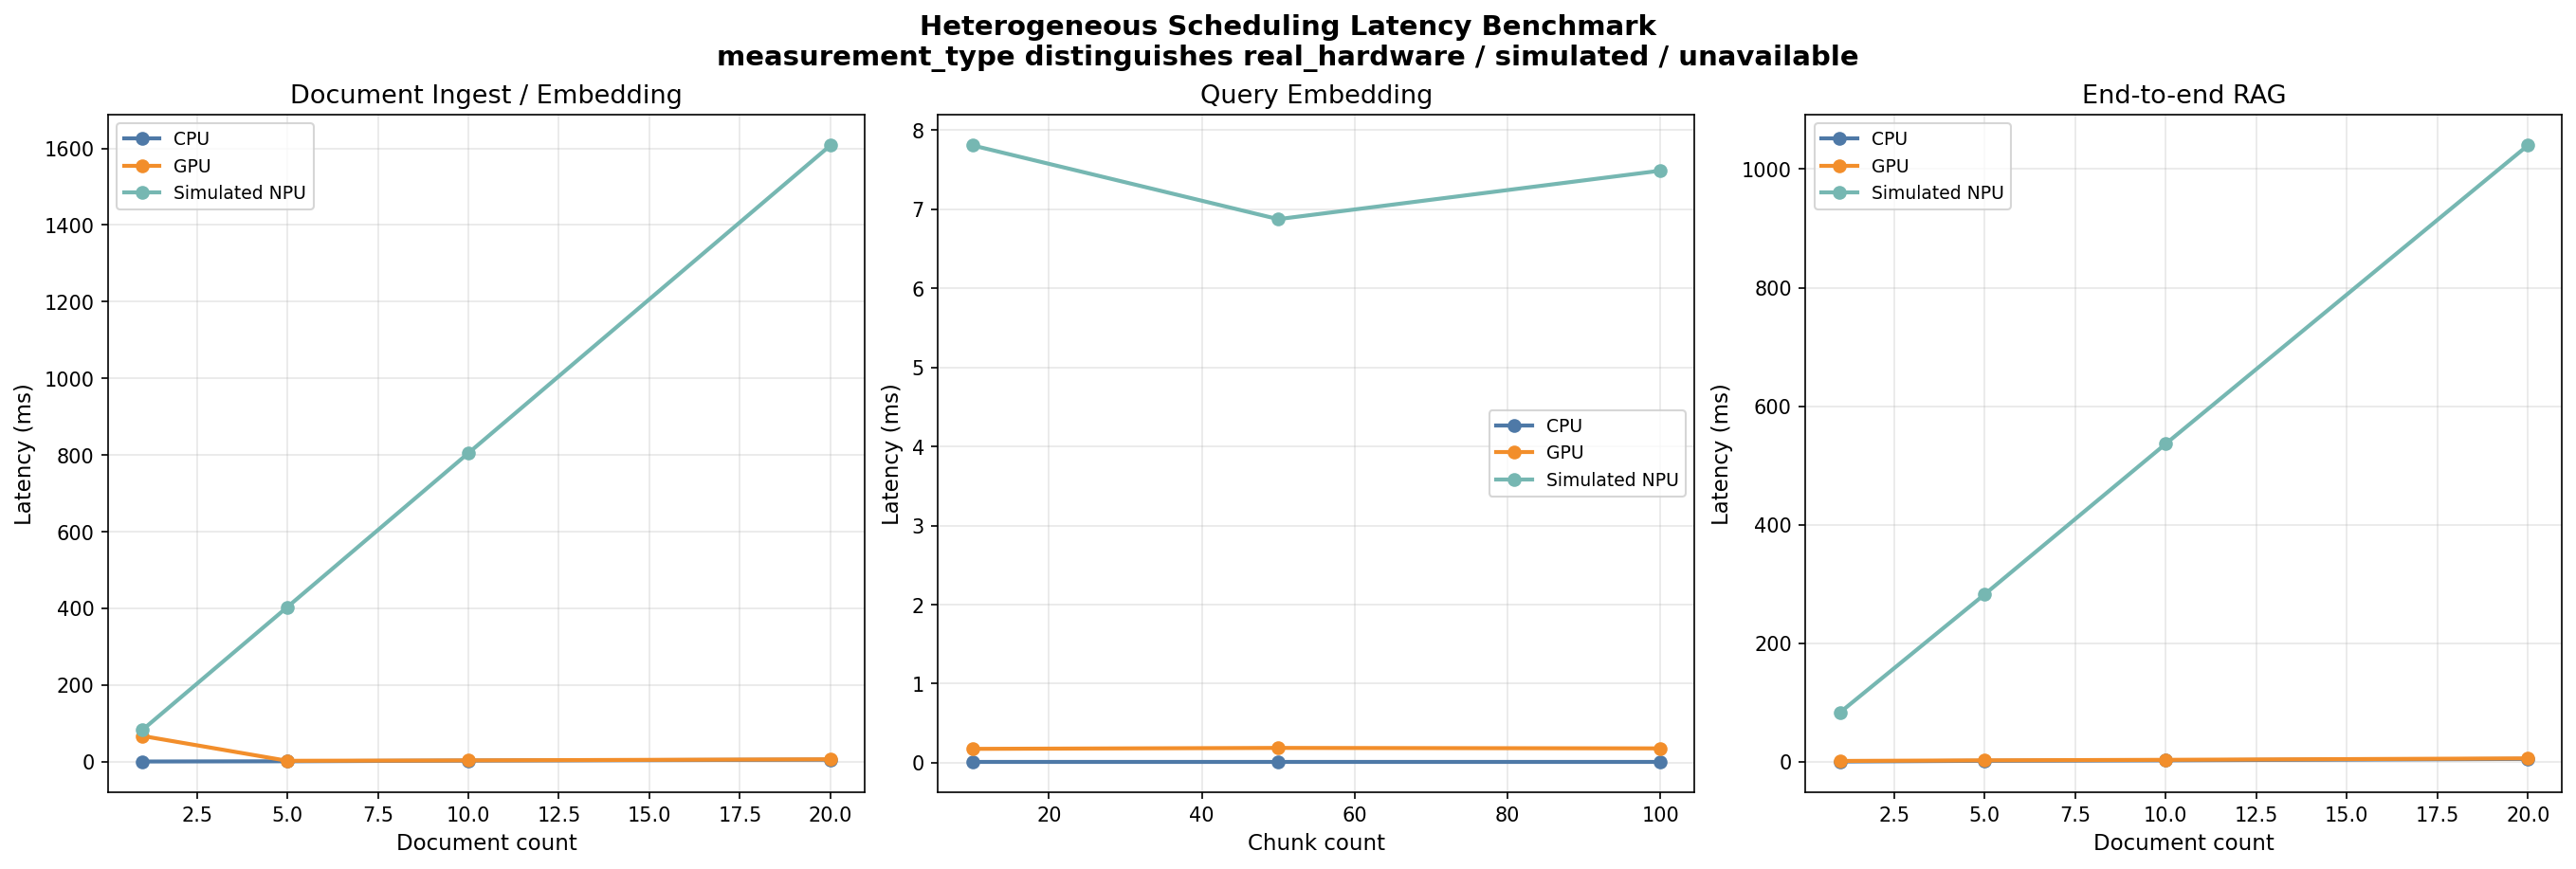 Heterogeneous Scheduling Latency Benchmark
measurement_type distinguishes real_hardware / simulated / unavailable
Document Ingest / Embedding
CPU
GPU
Simulated NPU
1600
1400
1200
1000
800
600
400
200
0
Latency (ms)
2.5 5.0 7.5 10.0 12.5 15.0 17.5 20.0
Document count
Query Embedding
8
7
6
5
4
3
2
1
0
Latency (ms)
CPU
GPU
Simulated NPU
20 40 60 80 100
Chunk count
End-to-end RAG
CPU
GPU
Simulated NPU
1000
800
600
400
200
0
Latency (ms)
2.5 5.0 7.5 10.0 12.5 15.0 17.5 20.0
Document count